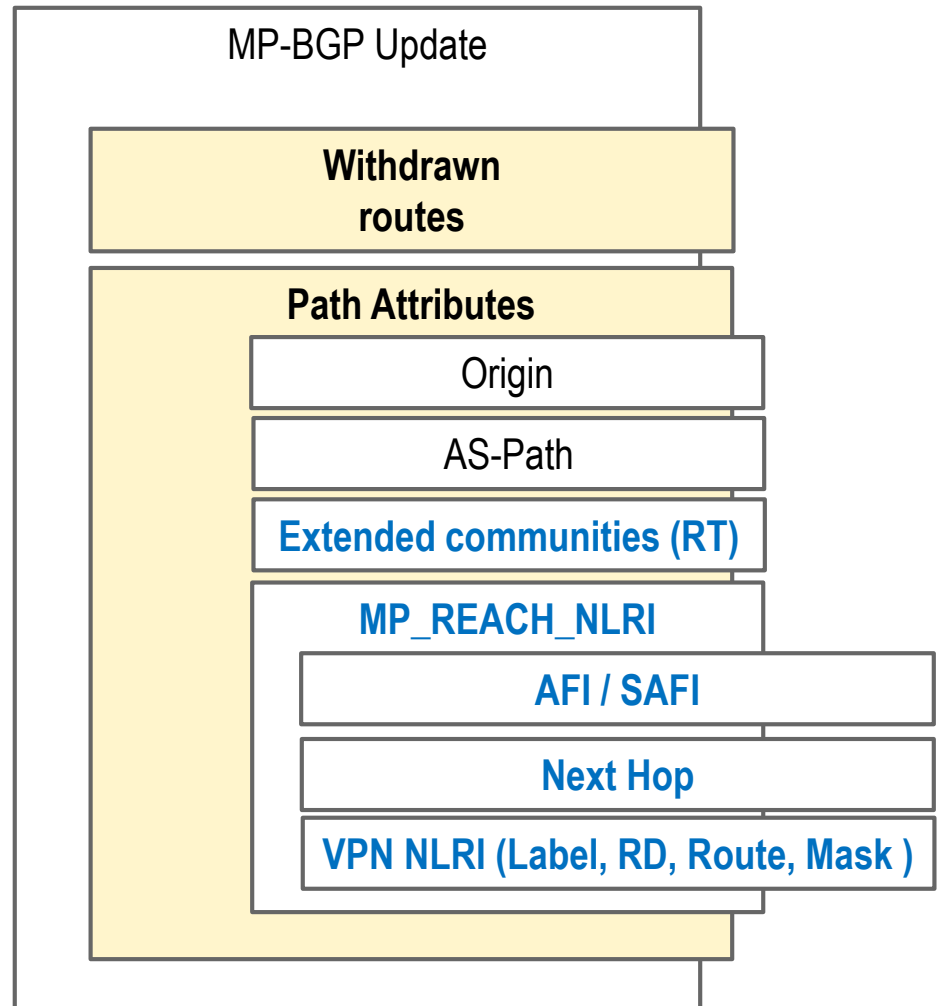 MP-BGP Update
Withdrawn
routes
Path Attributes
Origin
AS-Path
Extended communities (RT)
MP_REACH_NLRI
AFI / SAFI
Next Hop
VPN NLRI (Label, RD, Route, Mask )